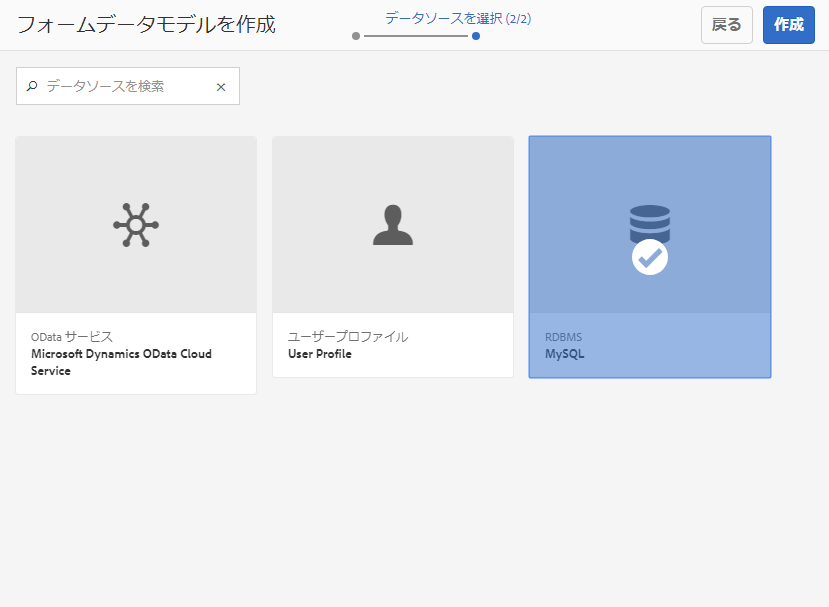 フォームデータモデルを作成
データソースを選択 (2/2)
戻る
作成
データソースを検索
OData サービス
Microsoft Dynamics OData Cloud
Service
ユーザープロファイル
User Profile
RDBMS
MySQL